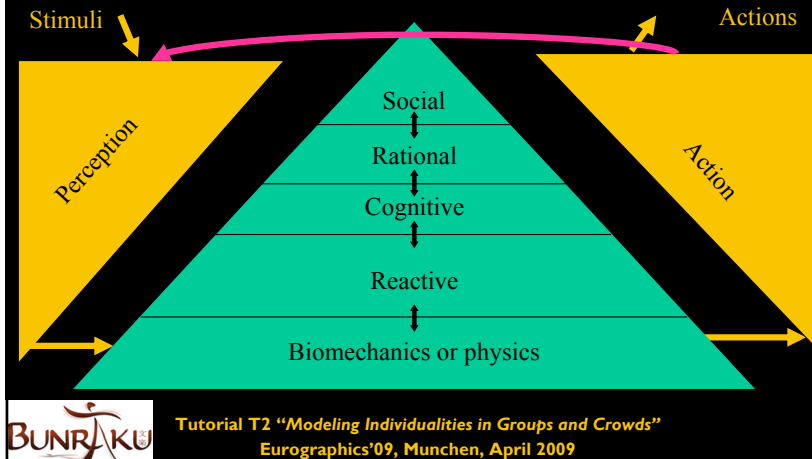 Stimuli
Actions
Perception
Social
Rational
Cognitive
Reactive
Biomechanics or physics
Action
BUNRAKU
Tutorial T2 “Modeling Individualities in Groups and Crowds”
Eurographics’09, Munchen, April 2009